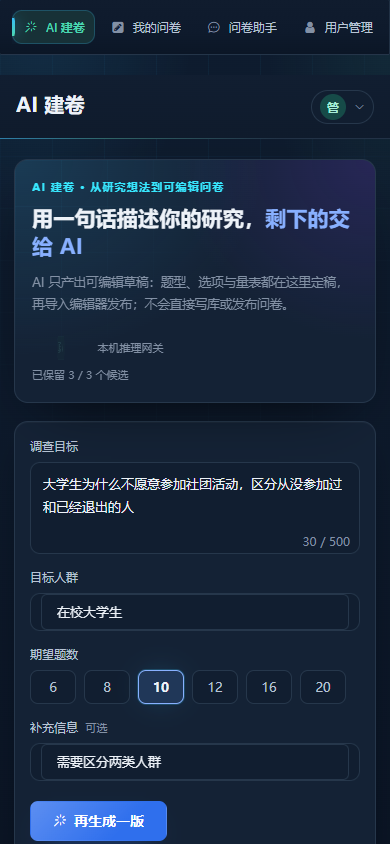 AI 建卷 我的问卷 问卷助手 用户管理
AI 建卷 管
AI 建卷 • 从研究想法到可编辑问卷
用一句话描述你的研究，剩下的交
给 AI
AI 只产出可编辑草稿：题型、选项与量表都在这里定稿，
再导入编辑器发布；不会直接写库或发布问卷。
本机推理网关
已保留 3 / 3 个候选
调查目标
大学生为什么不愿意参加社团活动，区分从没参加过
和已经退出的人
30 / 500
目标人群
在校大学生
期望题数
6 8 10 12 16 20
补充信息 可选
需要区分两类人群
再生成一版